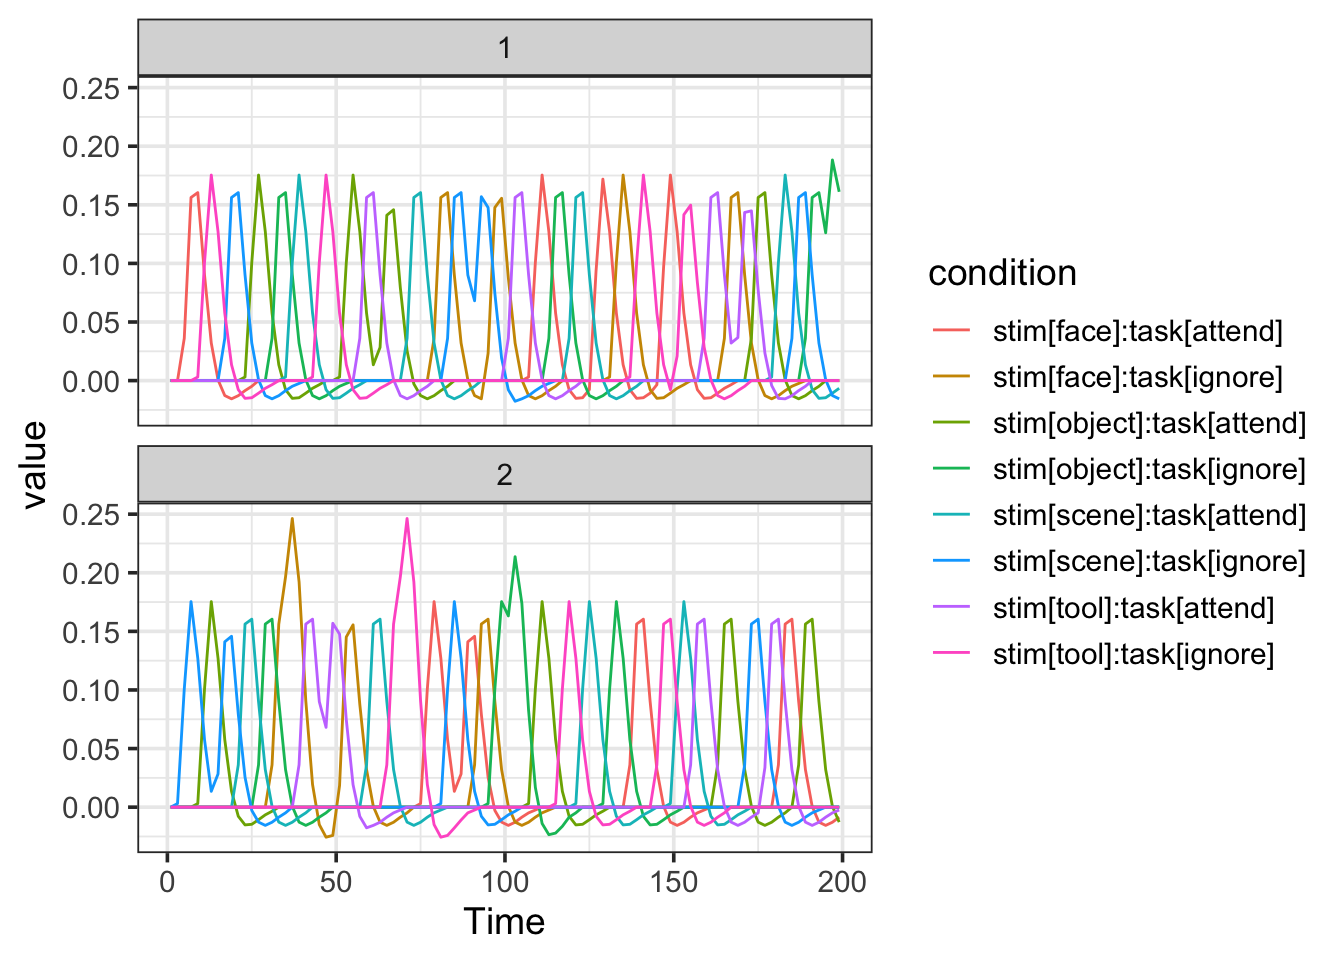 1
0.25
0.20
0.15
0.10
0.05
0.00
2
0.25
0.20
0.15
0.10
0.05
0.00
0 50 100 150 200
Time
value
condition
stim[face]:task[attend]
stim[face]:task[ignore]
stim[object]:task[attend]
stim[object]:task[ignore]
stim[scene]:task[attend]
stim[scene]:task[ignore]
stim[tool]:task[attend]
stim[tool]:task[ignore]